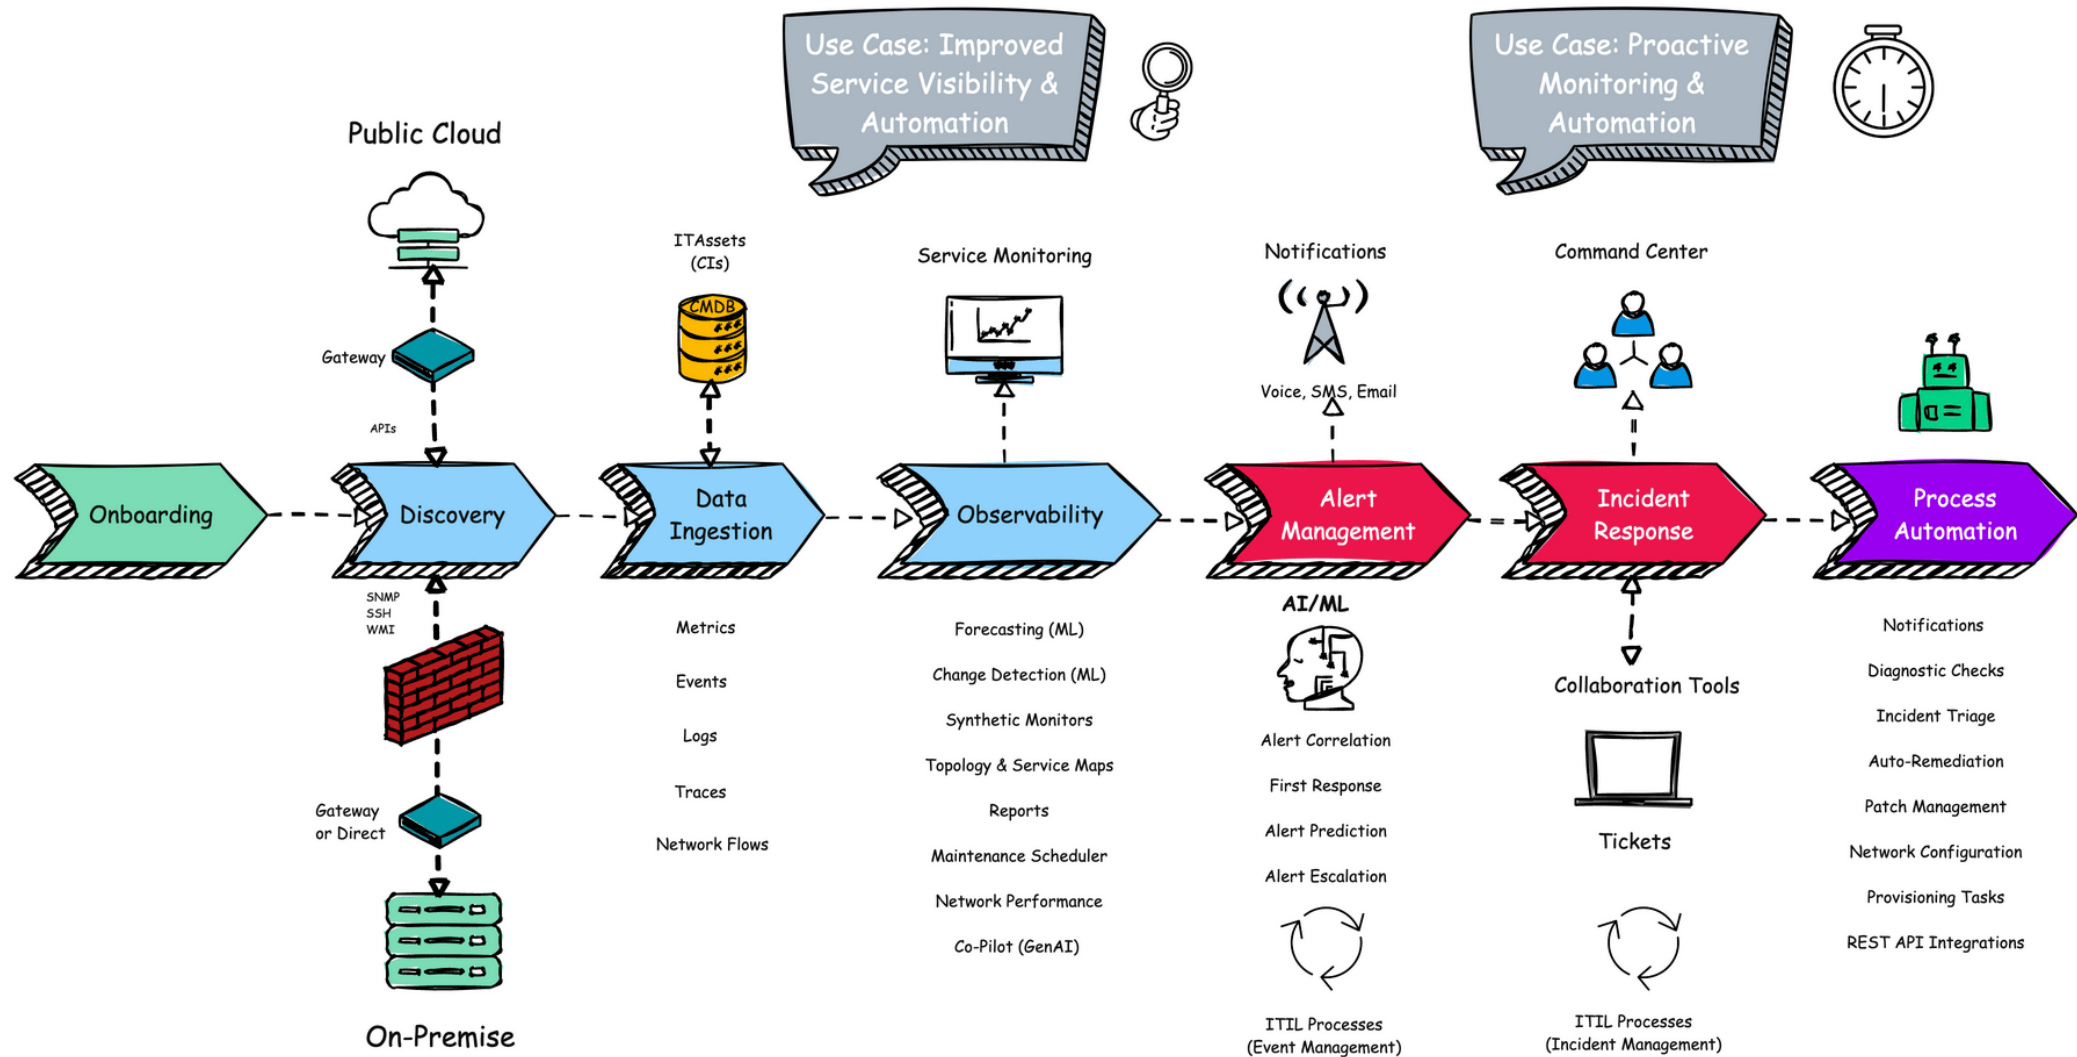 Use Case: Improved
Service Visibility &
Automation
Use Case: Proactive
Monitoring &
Automation
Public Cloud
Gateway
APIs
ITAssets
(CIs)
CMDB
Service Monitoring
Notifications
Voice, SMS, Email
Command Center
Onboarding
Discovery
Data
Ingestion
Observability
Alert
Management
Incident
Response
Process
Automation
SNMP
SSH
WMI
Gateway
or Direct
On-Premise
Metrics
Events
Logs
Traces
Network Flows
Forecasting (ML)
Change Detection (ML)
Synthetic Monitors
Topology & Service Maps
Reports
Maintenance Scheduler
Network Performance
Co-Pilot (GenAI)
AI/ML
Alert Correlation
First Response
Alert Prediction
Alert Escalation
ITIL Processes
(Event Management)
Collaboration Tools
Tickets
ITIL Processes
(Incident Management)
Notifications
Diagnostic Checks
Incident Triage
Auto-Remediation
Patch Management
Network Configuration
Provisioning Tasks
REST API Integrations